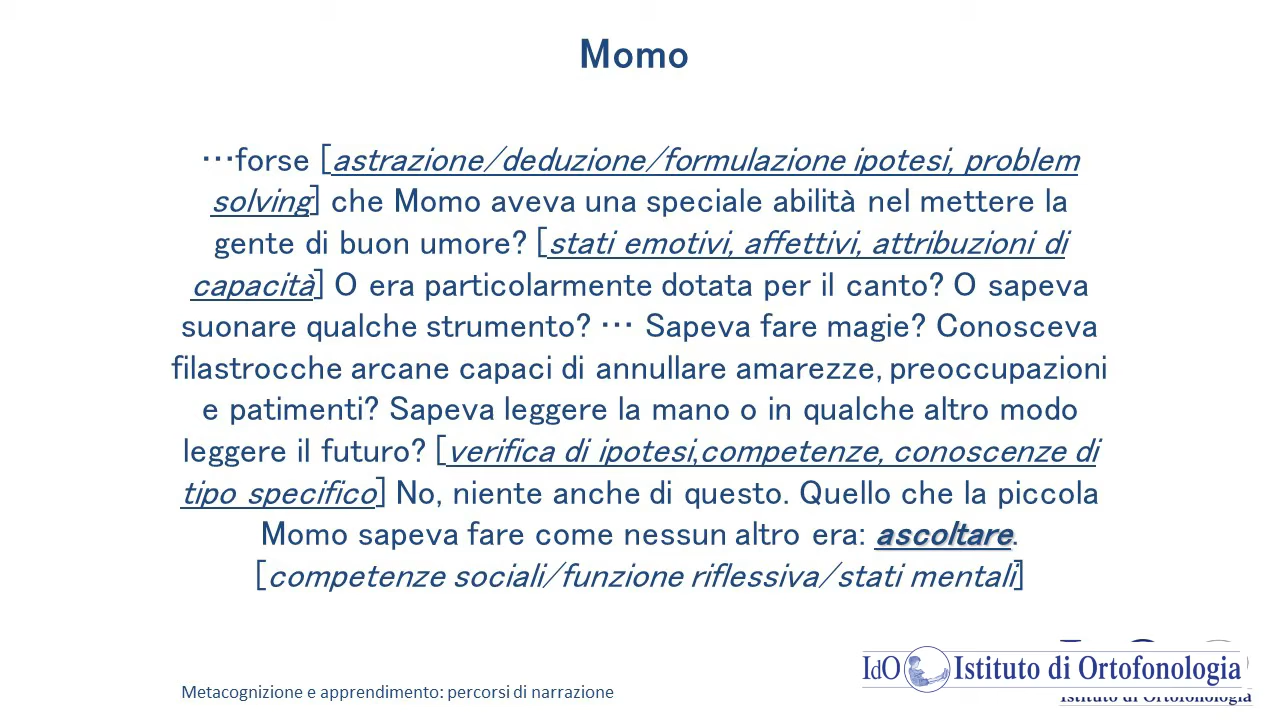 Momo
…forse [astrazione/deduzione/formulazione ipotesi, problem
solving] che Momo aveva una speciale abilità nel mettere la
gente di buon umore? [stati emotivi, affettivi, attribuzioni di
capacità] O era particolarmente dotata per il canto? O sapeva
suonare qualche strumento? … Sapeva fare magie? Conosceva
filastrocche arcane capaci di annullare amarezze, preoccupazioni
e patimenti? Sapeva leggere la mano o in qualche altro modo
leggere il futuro? [verifica di ipotesi,competenze, conoscenze di
tipo specifico] No, niente anche di questo. Quello che la piccola
Momo sapeva fare come nessun altro era: ascoltare.
[competenze sociali/funzione riflessiva/stati mentali]
IdO Istituto di Ortofonologia
Istituto di Ortofonologia
Metacognizione e apprendimento: percorsi di narrazione